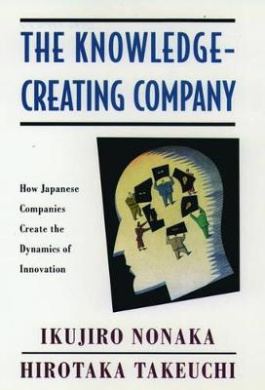 THE KNOWLEDGE-
CREATING COMPANY
How Japanese
Companies
Create the
Dynamics of
Innovation
IKUJIRO NONAKA
HIROTAKA TAKEUCHI